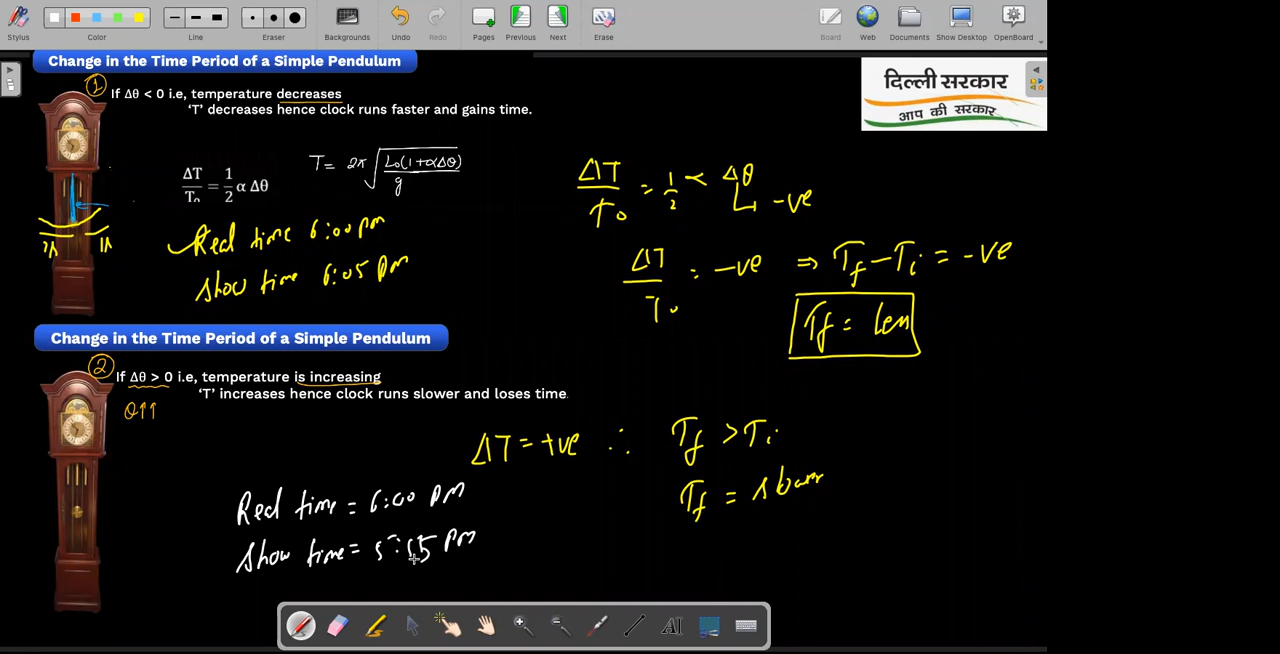 Stylus
Color
Line
Eraser
Backgrounds
Undo
Redo
Pages
Previous
Next
Erase
Board
Web
Documents
Show Desktop
OpenBoard
Change in the Time Period of a Simple Pendulum
दिल्ली सरकार
आप की सरकार
1
If Δθ < 0 i.e, temperature decreases
'T' decreases hence clock runs faster and gains time.
T = 2π √(L₀(1+αΔθ)/g)
ΔT/T₀ = 1/2 α Δθ
ΔT/T₀ = 1/2 α Δθ
-ve
1A
Real time 6:00 pm
Show time 6:05 pm
ΔT/T₀ = -ve ⇒ Tf - Ti = -ve
Tf =
Change in the Time Period of a Simple Pendulum
2
If Δθ > 0 i.e, temperature is increasing
'T' increases hence clock runs slower and loses time.
θ↑↑
ΔT = +ve ∴ Tf > Ti
Tf =
Real time = 6:00 PM
Show time = 5:55 PM
AI